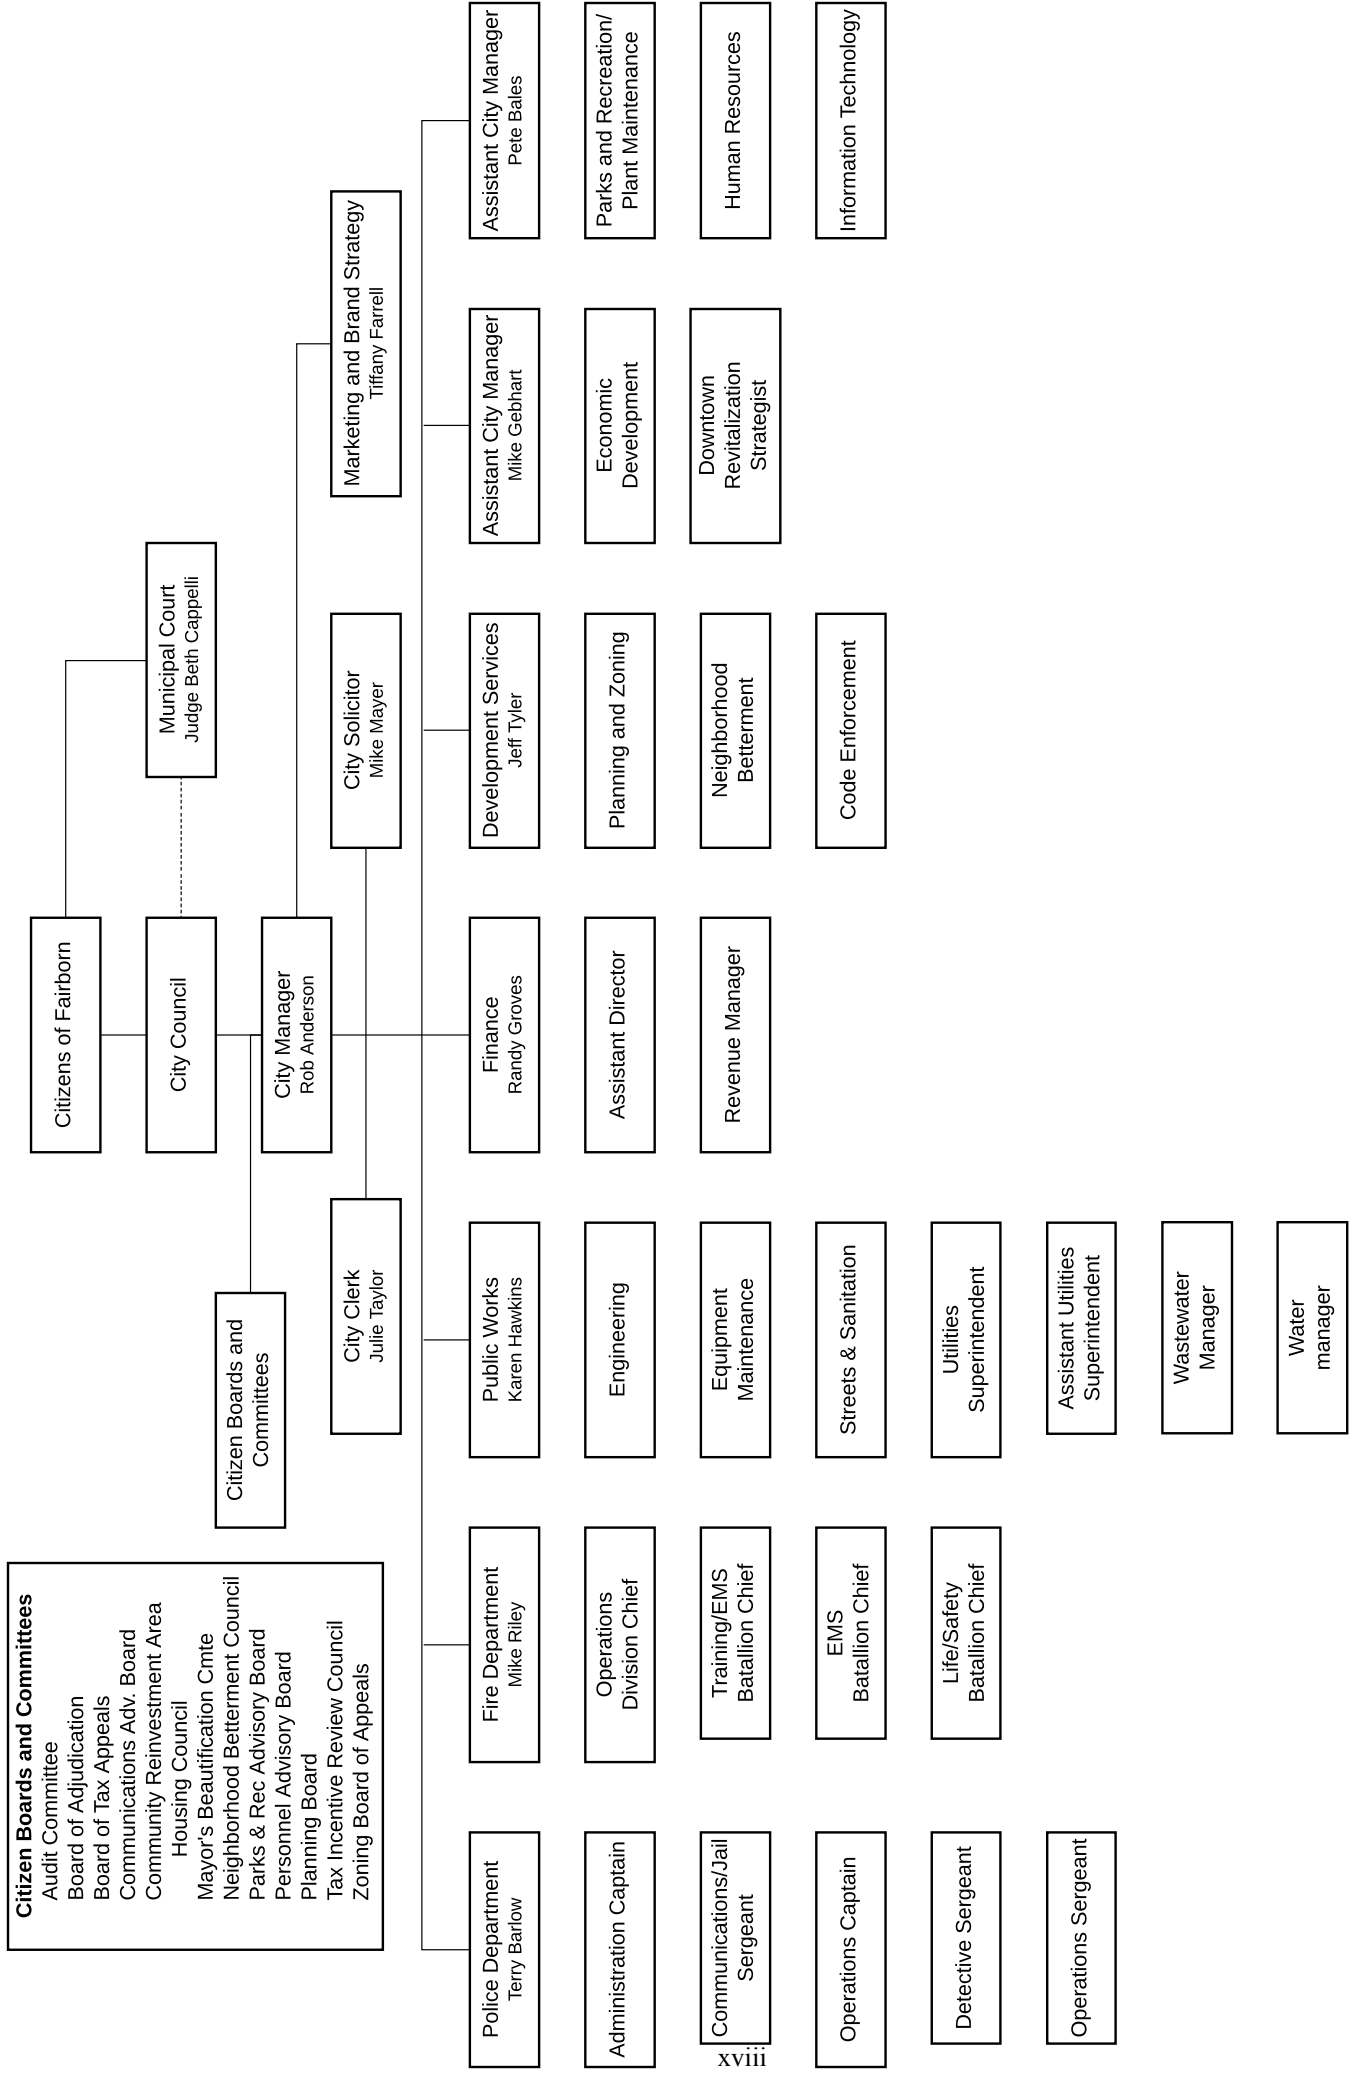 Citizens of Fairborn
City Council
Municipal Court
Judge Beth Cappelli
City Manager
Rob Anderson
Citizen Boards and
Committees
Citizen Boards and Committees
Audit Committee
Board of Adjudication
Board of Tax Appeals
Communications Adv. Board
Community Reinvestment Area
Housing Council
Mayor's Beautification Cmte
Neighborhood Betterment Council
Parks & Rec Advisory Board
Personnel Advisory Board
Planning Board
Tax Incentive Review Council
Zoning Board of Appeals
City Clerk
Julie Taylor
City Solicitor
Mike Mayer
Marketing and Brand Strategy
Tiffany Farrell
Police Department
Terry Barlow
Administration Captain
Communications/Jail
Sergeant
Operations Captain
Detective Sergeant
Operations Sergeant
Fire Department
Mike Riley
Operations
Division Chief
Training/EMS
Batallion Chief
EMS
Batallion Chief
Life/Safety
Batallion Chief
Public Works
Karen Hawkins
Engineering
Equipment
Maintenance
Streets & Sanitation
Utilities
Superintendent
Assistant Utilities
Superintendent
Wastewater
Manager
Water
manager
Finance
Randy Groves
Assistant Director
Revenue Manager
Development Services
Jeff Tyler
Planning and Zoning
Neighborhood
Betterment
Code Enforcement
Assistant City Manager
Mike Gebhart
Economic
Development
Downtown
Revitalization
Strategist
Assistant City Manager
Pete Bales
Parks and Recreation/
Plant Maintenance
Human Resources
Information Technology
xviii